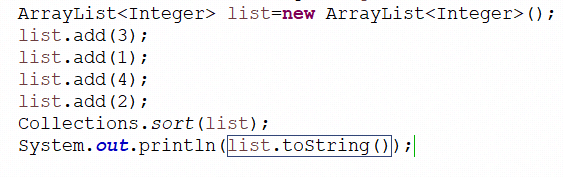 ArrayList<Integer> list=new ArrayList<Integer>();
list.add(3);
list.add(1);
list.add(4);
list.add(2);
Collections.sort(list);
System.out.println(list.toString());